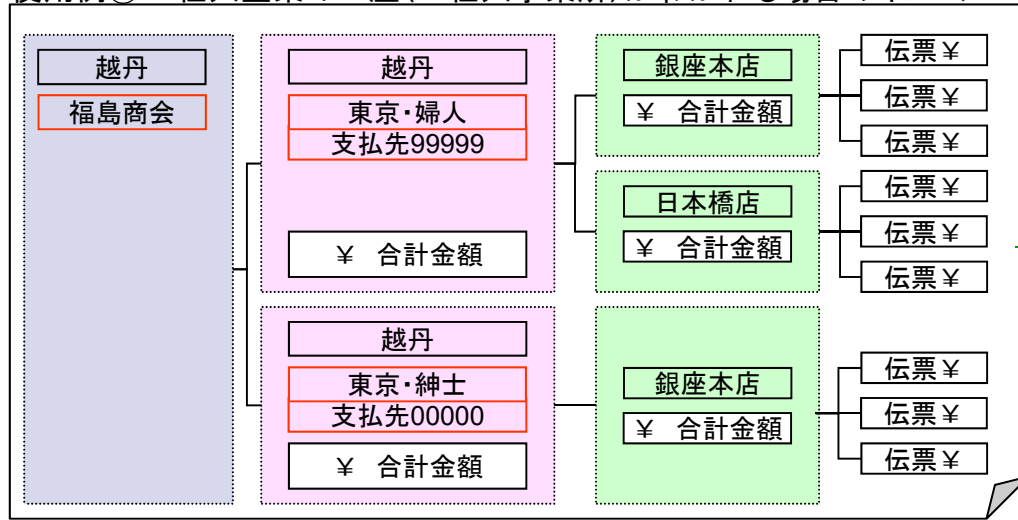 越丹
福島商会
越丹
東京・婦人
支払先99999
￥ 合計金額
越丹
東京・紳士
支払先00000
￥ 合計金額
銀座本店
￥ 合計金額
日本橋店
￥ 合計金額
銀座本店
￥ 合計金額
伝票￥
伝票￥
伝票￥
伝票￥
伝票￥
伝票￥
伝票￥
伝票￥
伝票￥